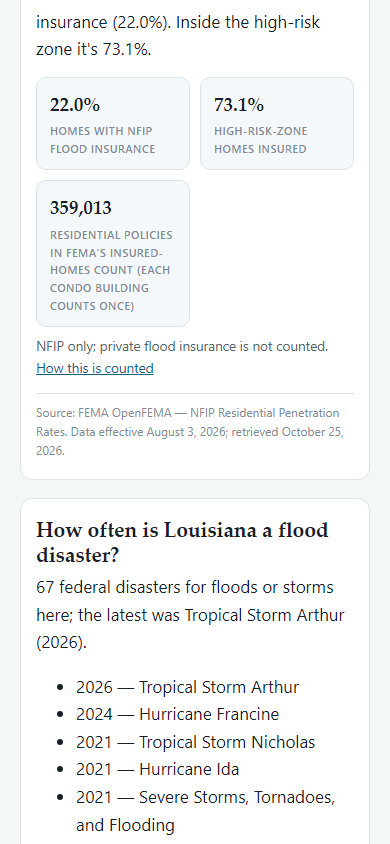 insurance (22.0%). Inside the high-risk
zone it's 73.1%.
22.0%
HOMES WITH NFIP
FLOOD INSURANCE
73.1%
HIGH-RISK-ZONE
HOMES INSURED
359,013
RESIDENTIAL POLICIES
IN FEMA'S INSURED-
HOMES COUNT (EACH
CONDO BUILDING
COUNTS ONCE)
NFIP only; private flood insurance is not counted.
How this is counted
Source: FEMA OpenFEMA — NFIP Residential Penetration
Rates. Data effective August 3, 2026; retrieved October 25,
2026.
How often is Louisiana a flood
disaster?
67 federal disasters for floods or storms
here; the latest was Tropical Storm Arthur
(2026).
• 2026 — Tropical Storm Arthur
• 2024 — Hurricane Francine
• 2021 — Tropical Storm Nicholas
• 2021 — Hurricane Ida
• 2021 — Severe Storms, Tornadoes,
and Flooding